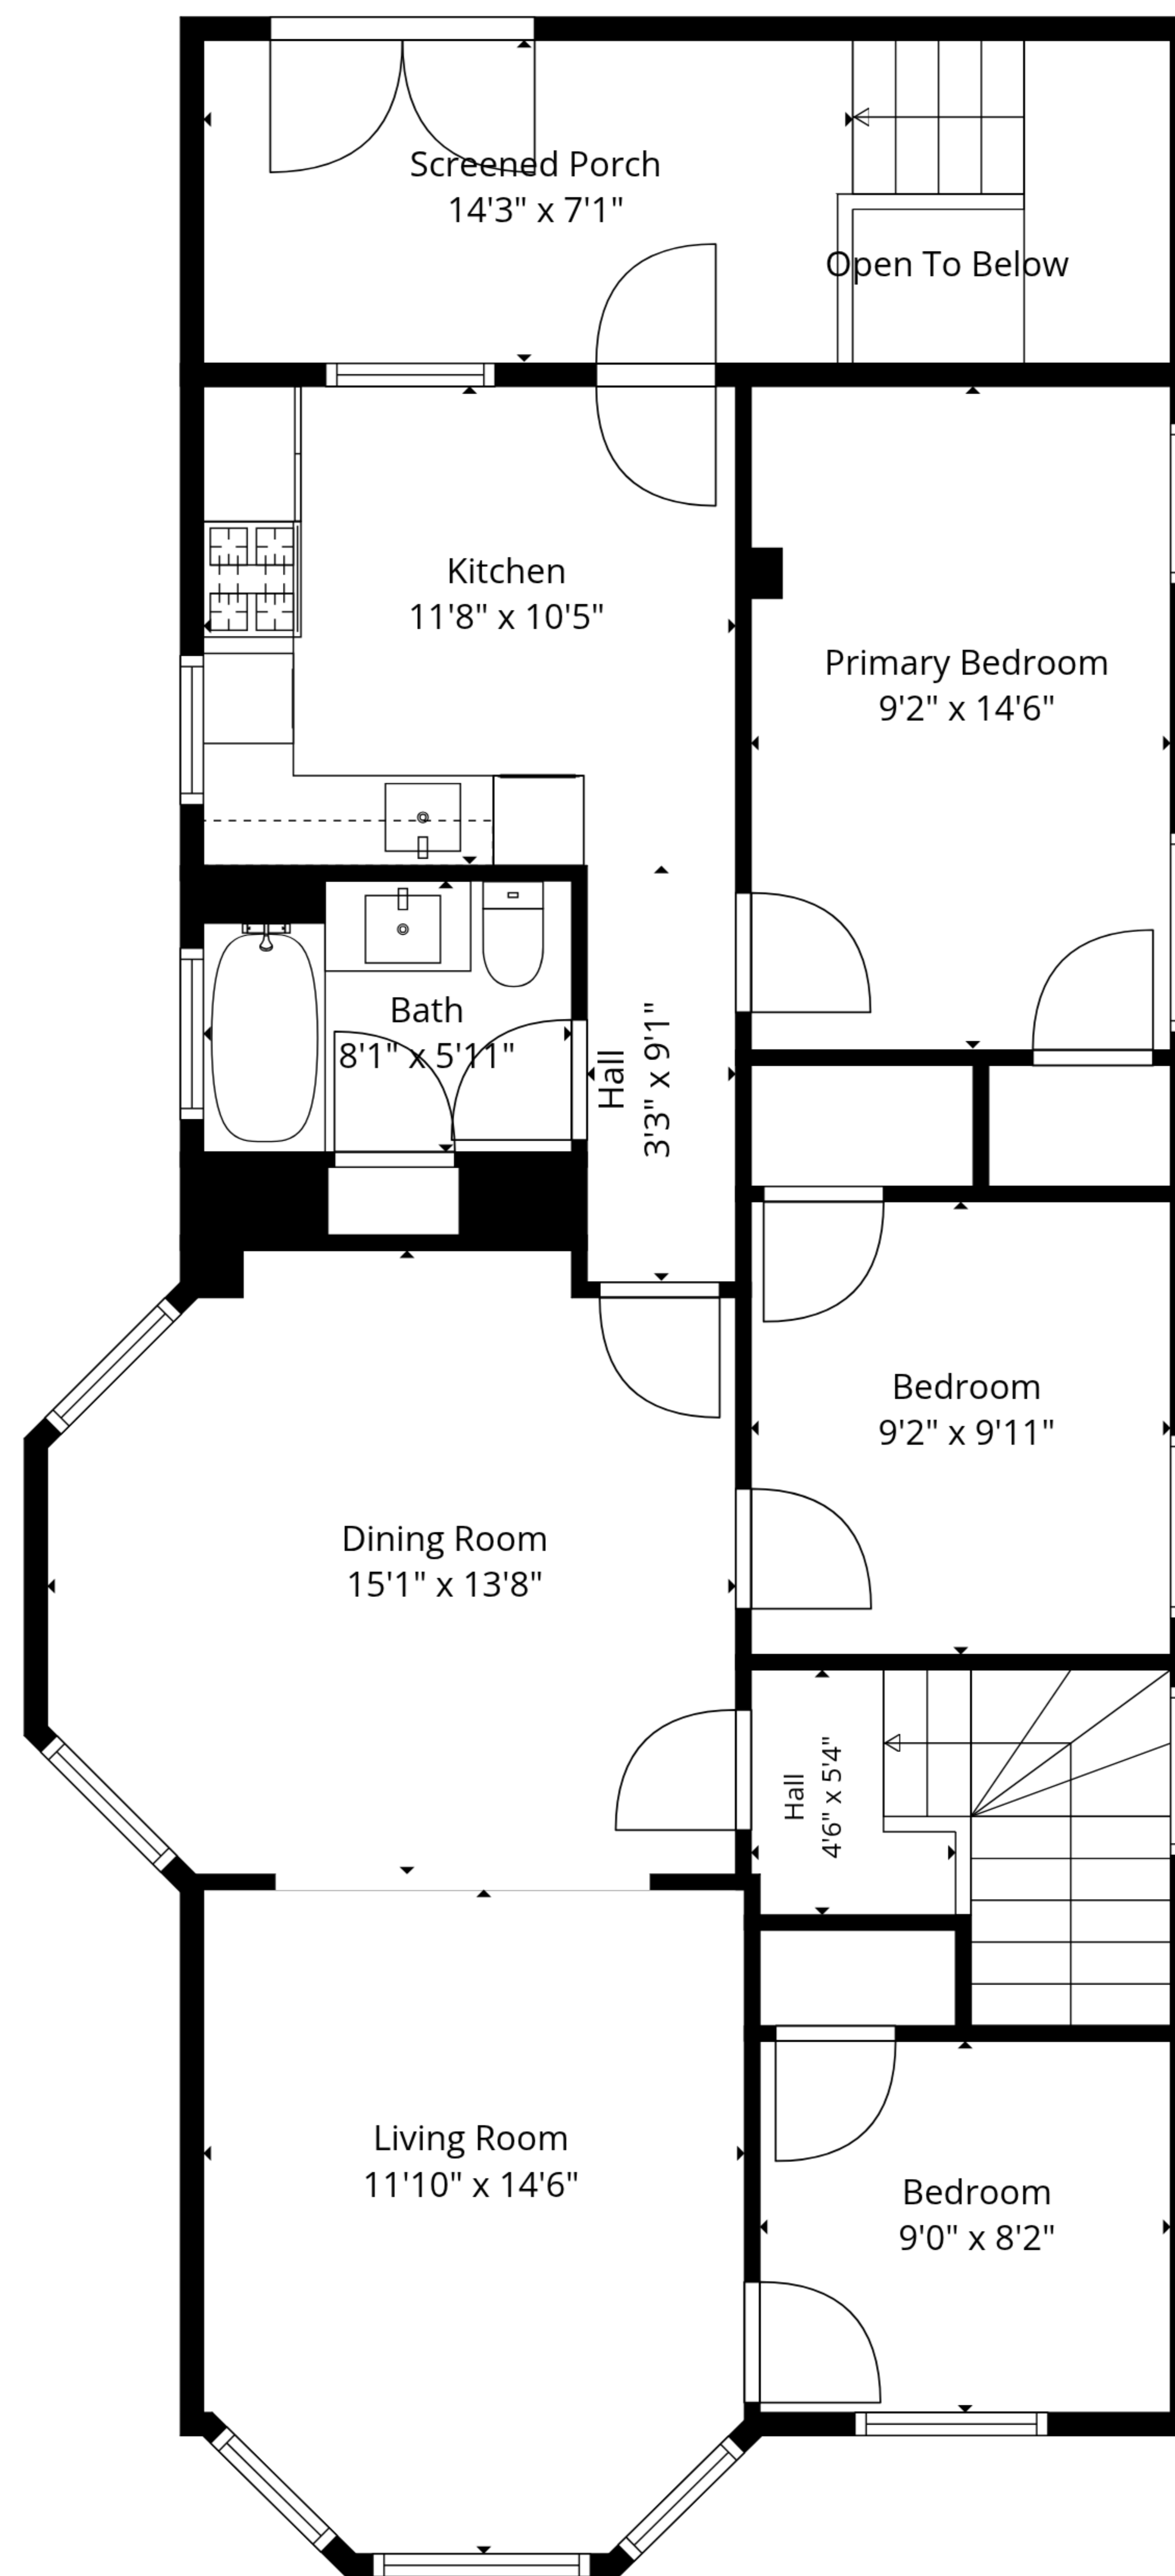 Screened Porch
14'3" x 7'1"
Open To Below
Kitchen
11'8" x 10'5"
Primary Bedroom
9'2" x 14'6"
Bath
8'1" x 5'11"
Hall
3'3" x 9'1"
Bedroom
9'2" x 9'11"
Dining Room
15'1" x 13'8"
Hall
4'6" x 5'4"
Living Room
11'10" x 14'6"
Bedroom
9'0" x 8'2"